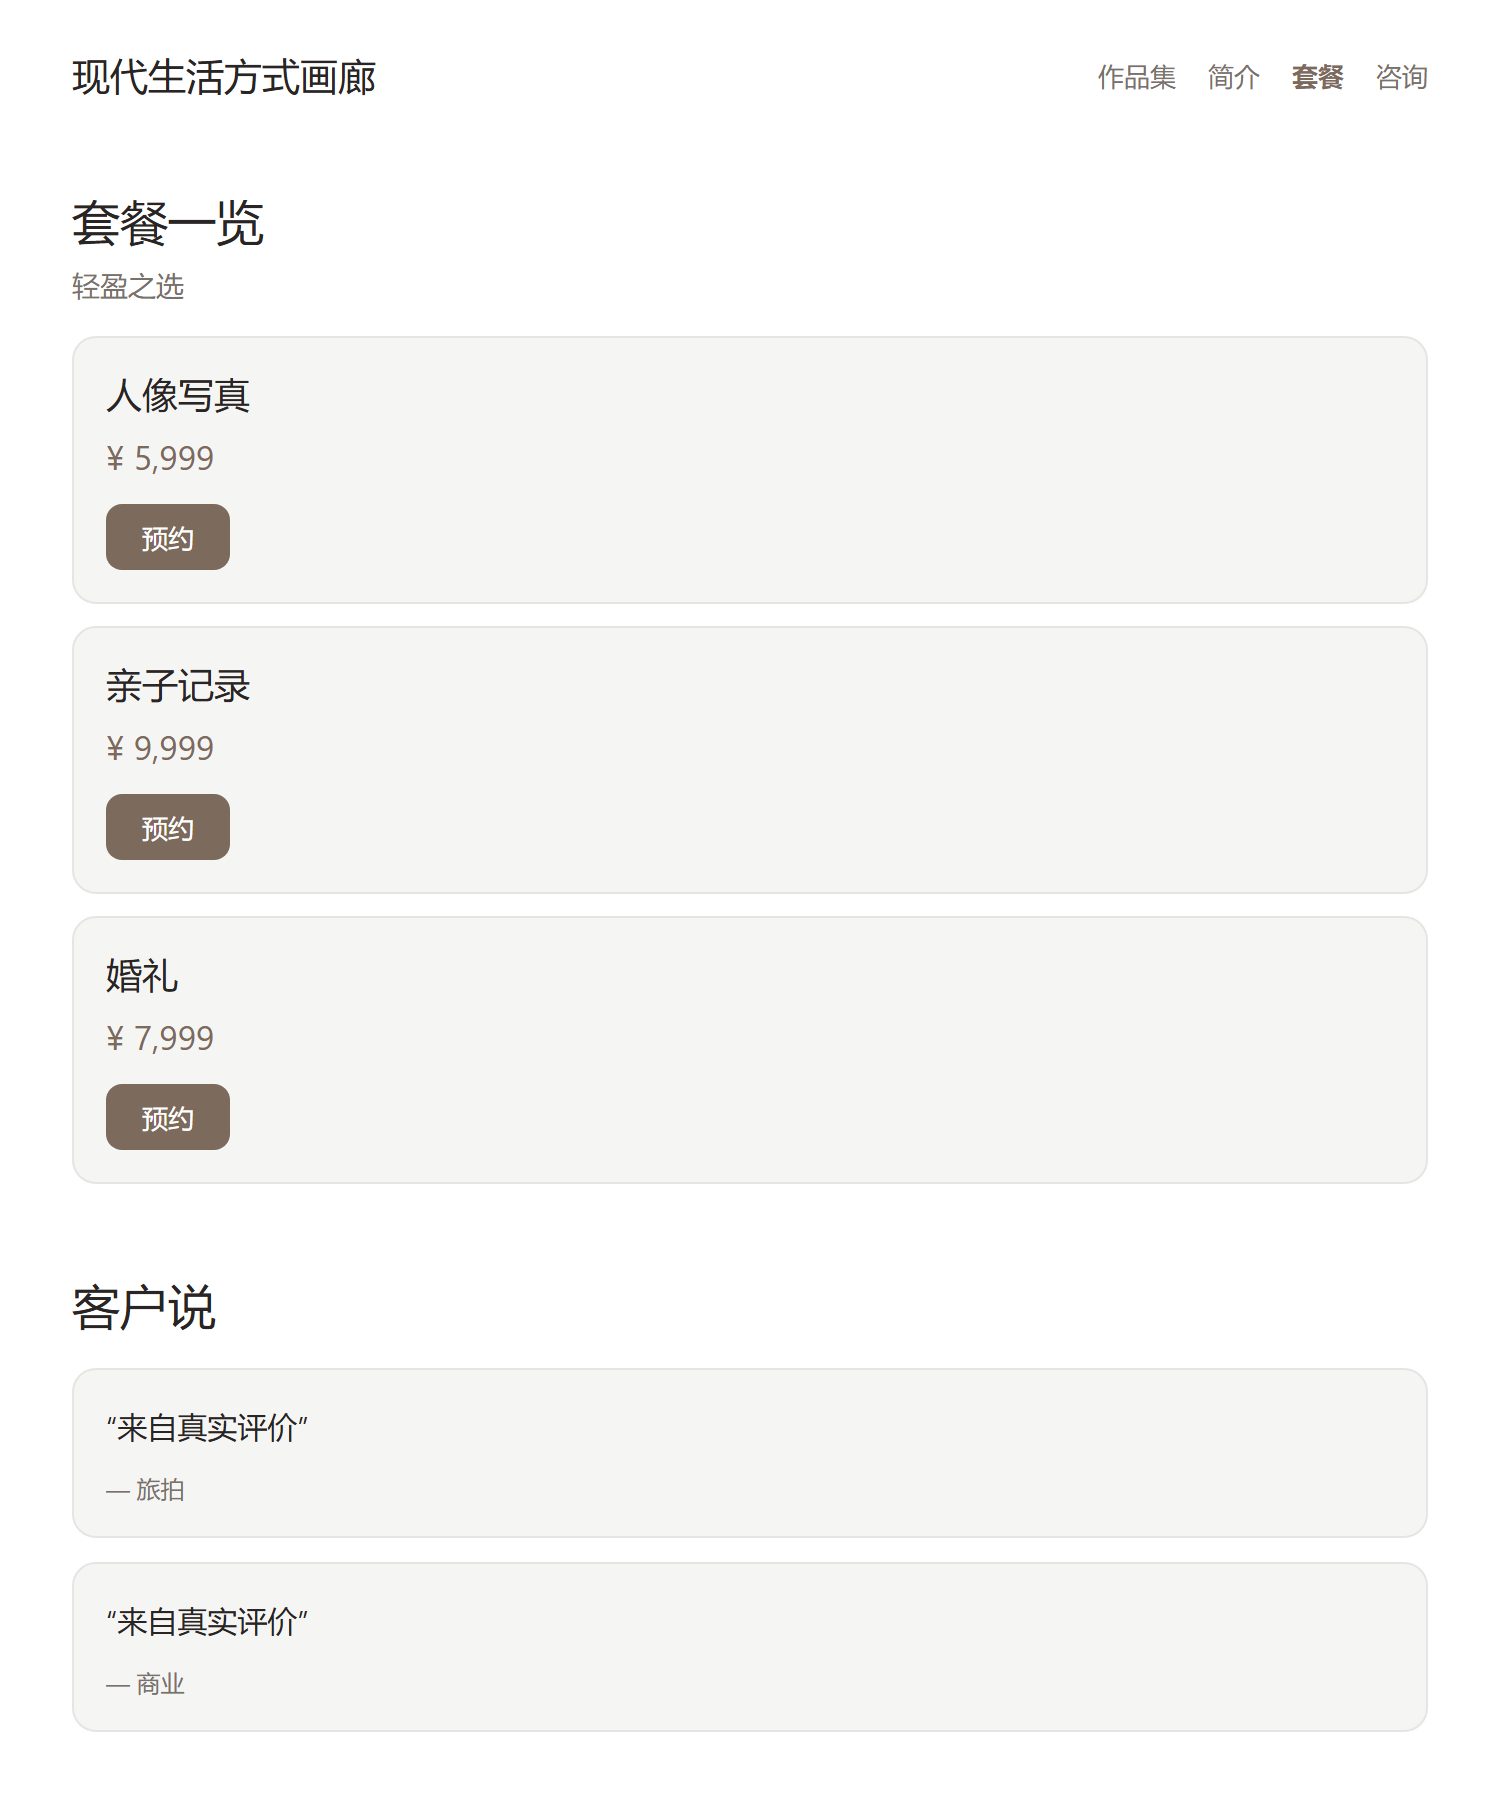 现代生活方式画廊
作品集 简介 套餐 咨询
套餐一览
轻盈之选
人像写真
¥ 5,999
预约
亲子记录
¥ 9,999
预约
婚礼
¥ 7,999
预约
客户说
“来自真实评价”
— 旅拍
“来自真实评价”
— 商业